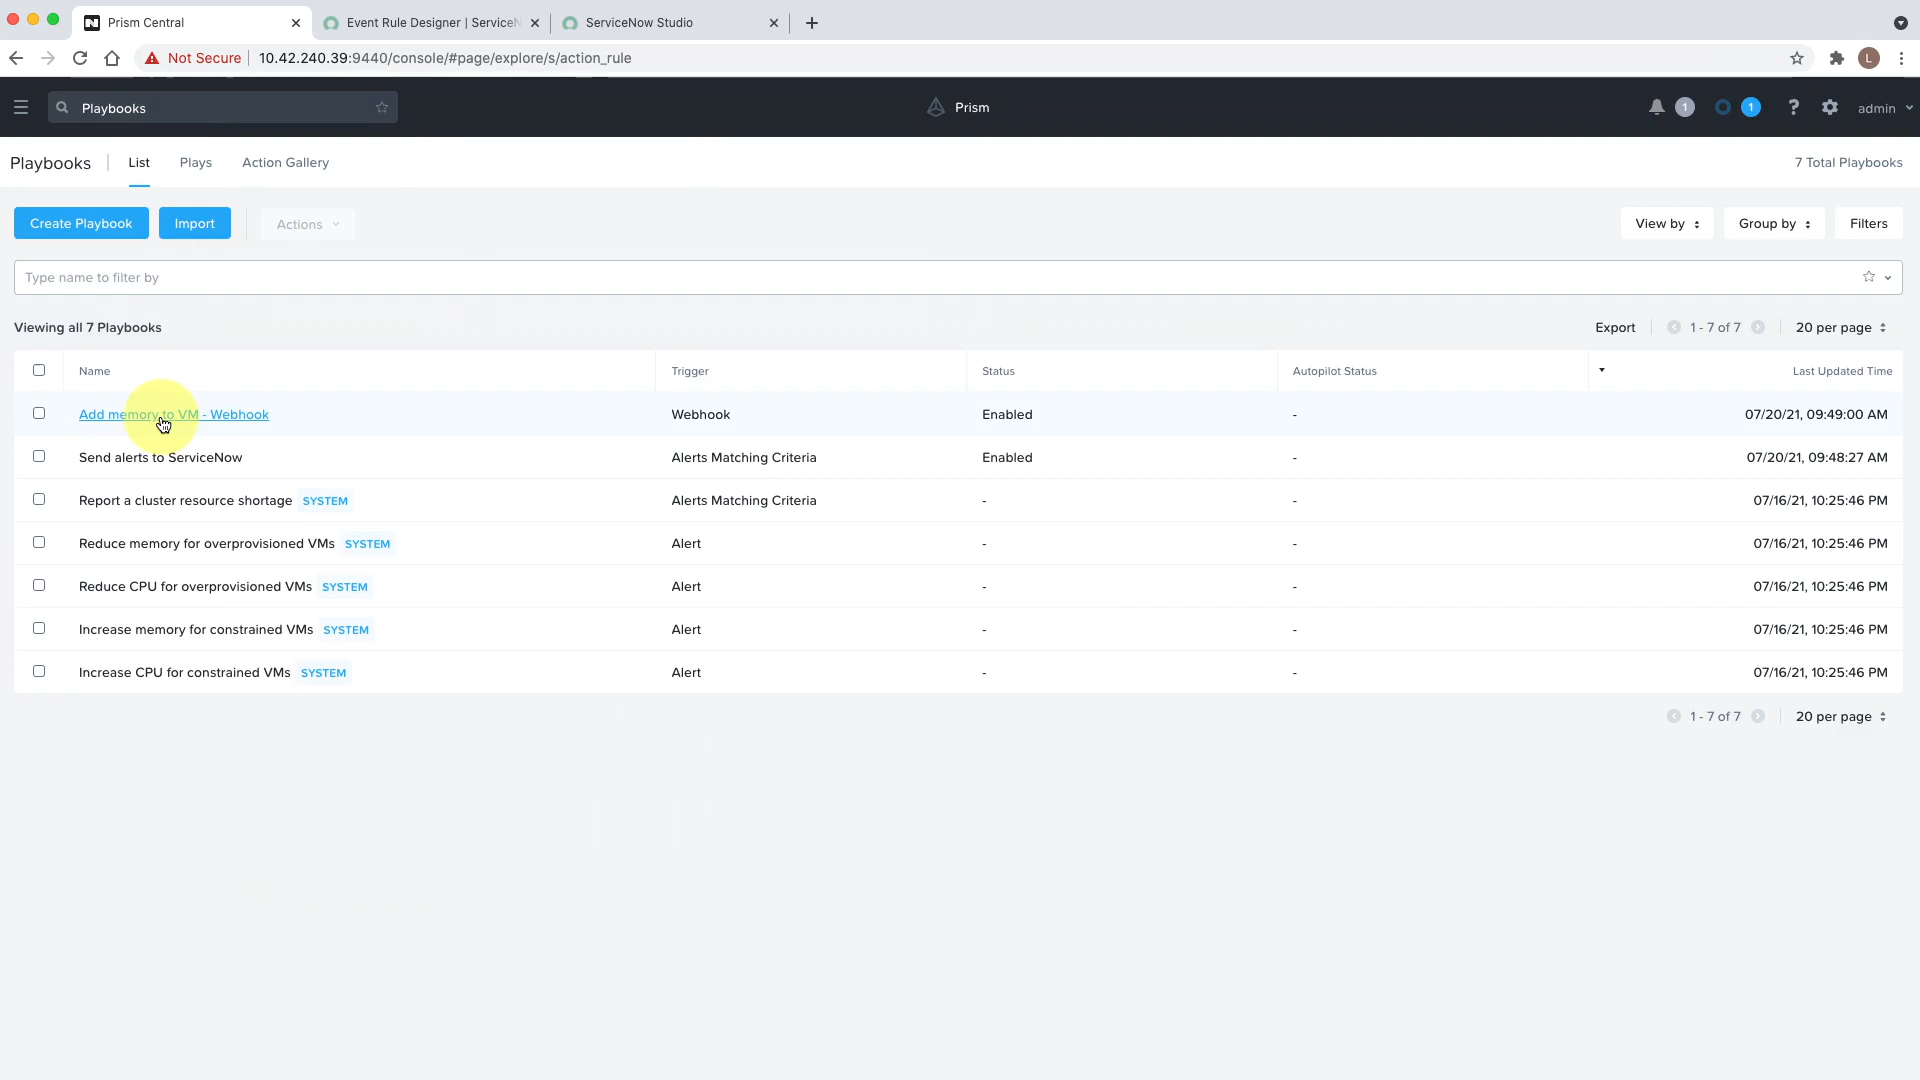 Prism Central
Event Rule Designer | ServiceN
ServiceNow Studio
Not Secure
10.42.240.39:9440/console/#page/explore/s/action_rule
L
Playbooks
Prism
1
1
?
admin
Playbooks
List
Plays
Action Gallery
7 Total Playbooks
Create Playbook
Import
Actions
View by
Group by
Filters
Type name to filter by
Viewing all 7 Playbooks
Export
1 - 7 of 7
20 per page
Name
Trigger
Status
Autopilot Status
Last Updated Time
Add memory to VM - Webhook
Webhook
Enabled
-
07/20/21, 09:49:00 AM
Send alerts to ServiceNow
Alerts Matching Criteria
Enabled
-
07/20/21, 09:48:27 AM
Report a cluster resource shortage SYSTEM
Alerts Matching Criteria
-
-
07/16/21, 10:25:46 PM
Reduce memory for overprovisioned VMs SYSTEM
Alert
-
-
07/16/21, 10:25:46 PM
Reduce CPU for overprovisioned VMs SYSTEM
Alert
-
-
07/16/21, 10:25:46 PM
Increase memory for constrained VMs SYSTEM
Alert
-
-
07/16/21, 10:25:46 PM
Increase CPU for constrained VMs SYSTEM
Alert
-
-
07/16/21, 10:25:46 PM
1 - 7 of 7
20 per page